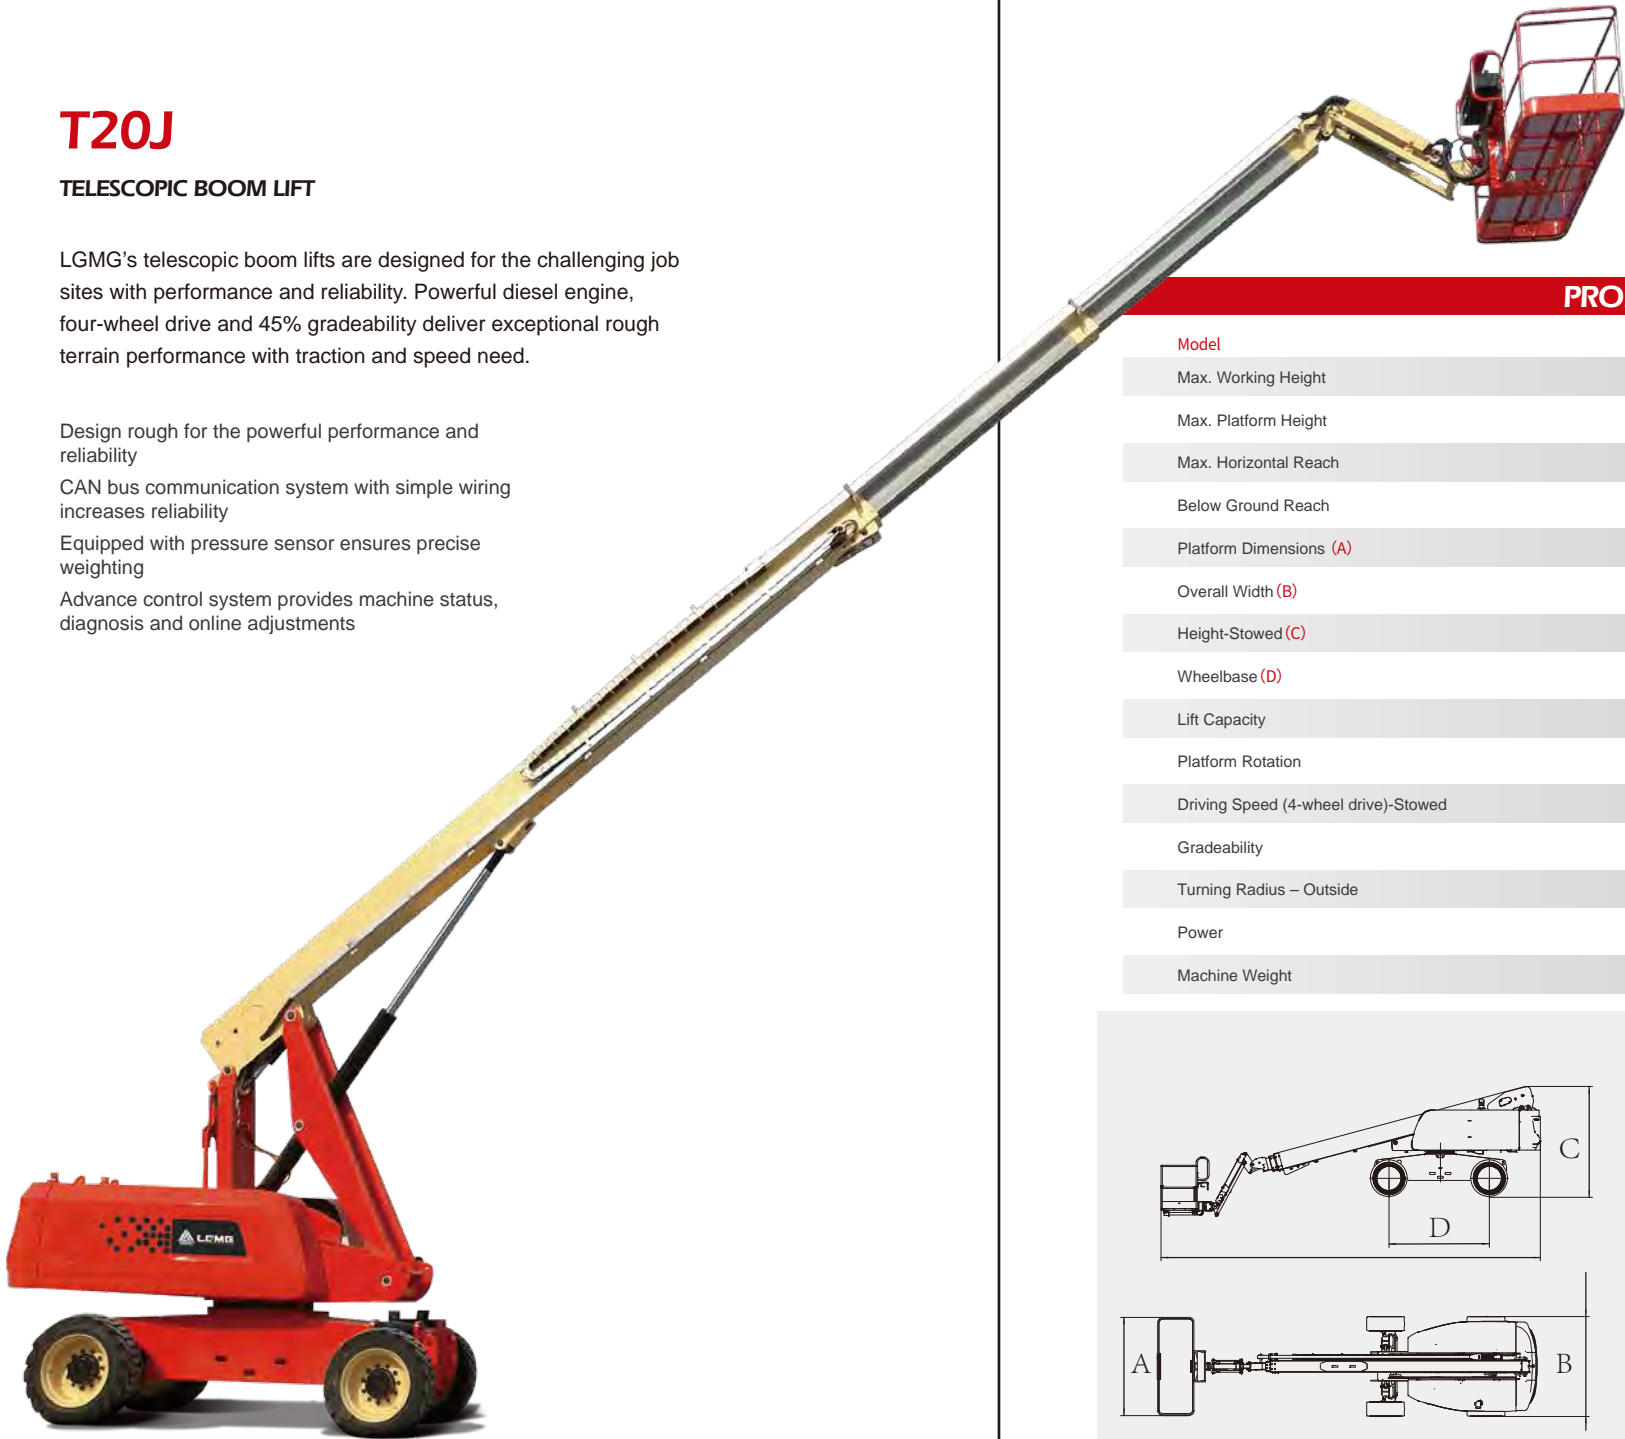 T20J
TELESCOPIC BOOM LIFT
LGMG's telescopic boom lifts are designed for the challenging job
sites with performance and reliability. Powerful diesel engine,
four-wheel drive and 45% gradeability deliver exceptional rough
terrain performance with traction and speed need.
Design rough for the powerful performance and
reliability
CAN bus communication system with simple wiring
increases reliability
Equipped with pressure sensor ensures precise
weighting
Advance control system provides machine status,
diagnosis and online adjustments
LGMG
PRO
Model
Max. Working Height
Max. Platform Height
Max. Horizontal Reach
Below Ground Reach
Platform Dimensions (A)
Overall Width (B)
Height-Stowed (C)
Wheelbase (D)
Lift Capacity
Platform Rotation
Driving Speed (4-wheel drive)-Stowed
Gradeability
Turning Radius – Outside
Power
Machine Weight
C
D
A
B